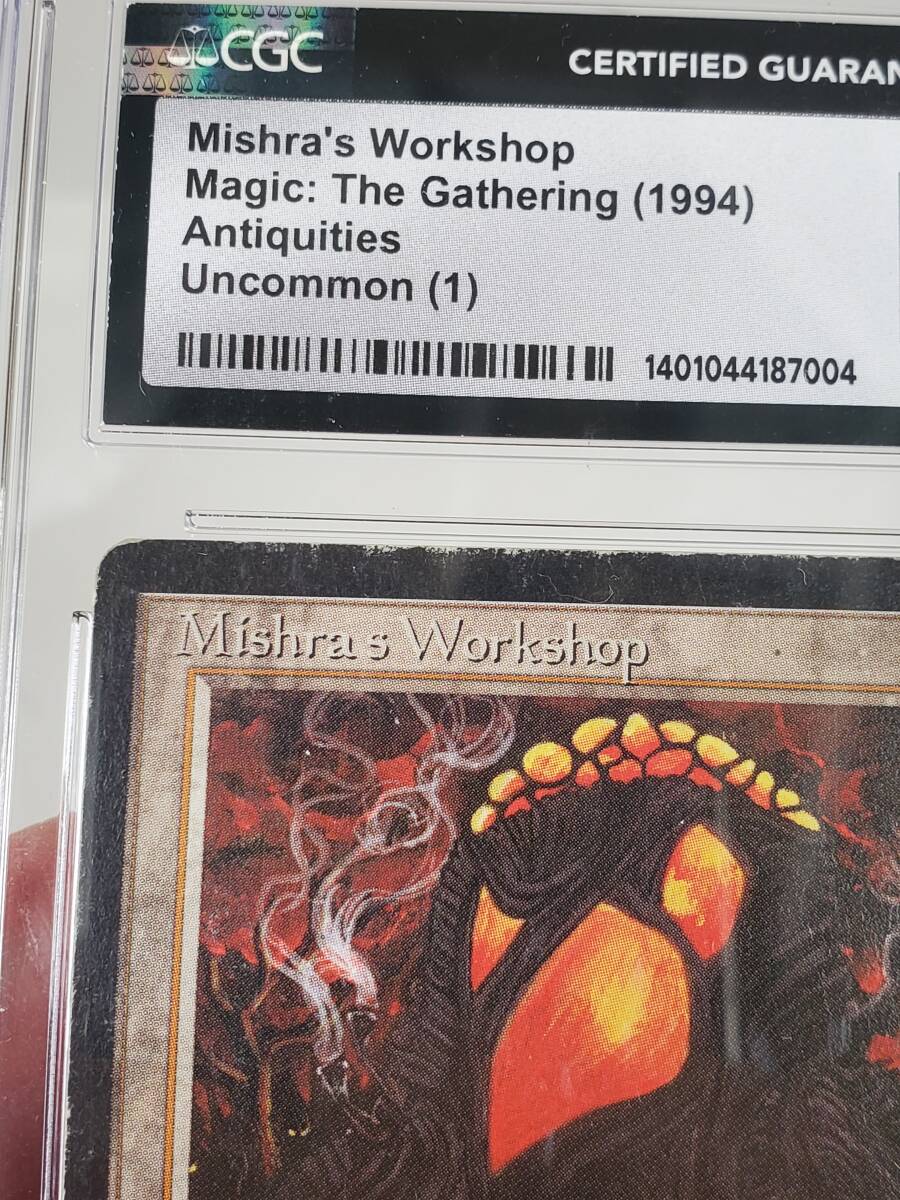 CGC
CERTIFIED GUARAN
Mishra's Workshop
Magic: The Gathering (1994)
Antiquities
Uncommon (1)
1401044187004
Mishra's Workshop